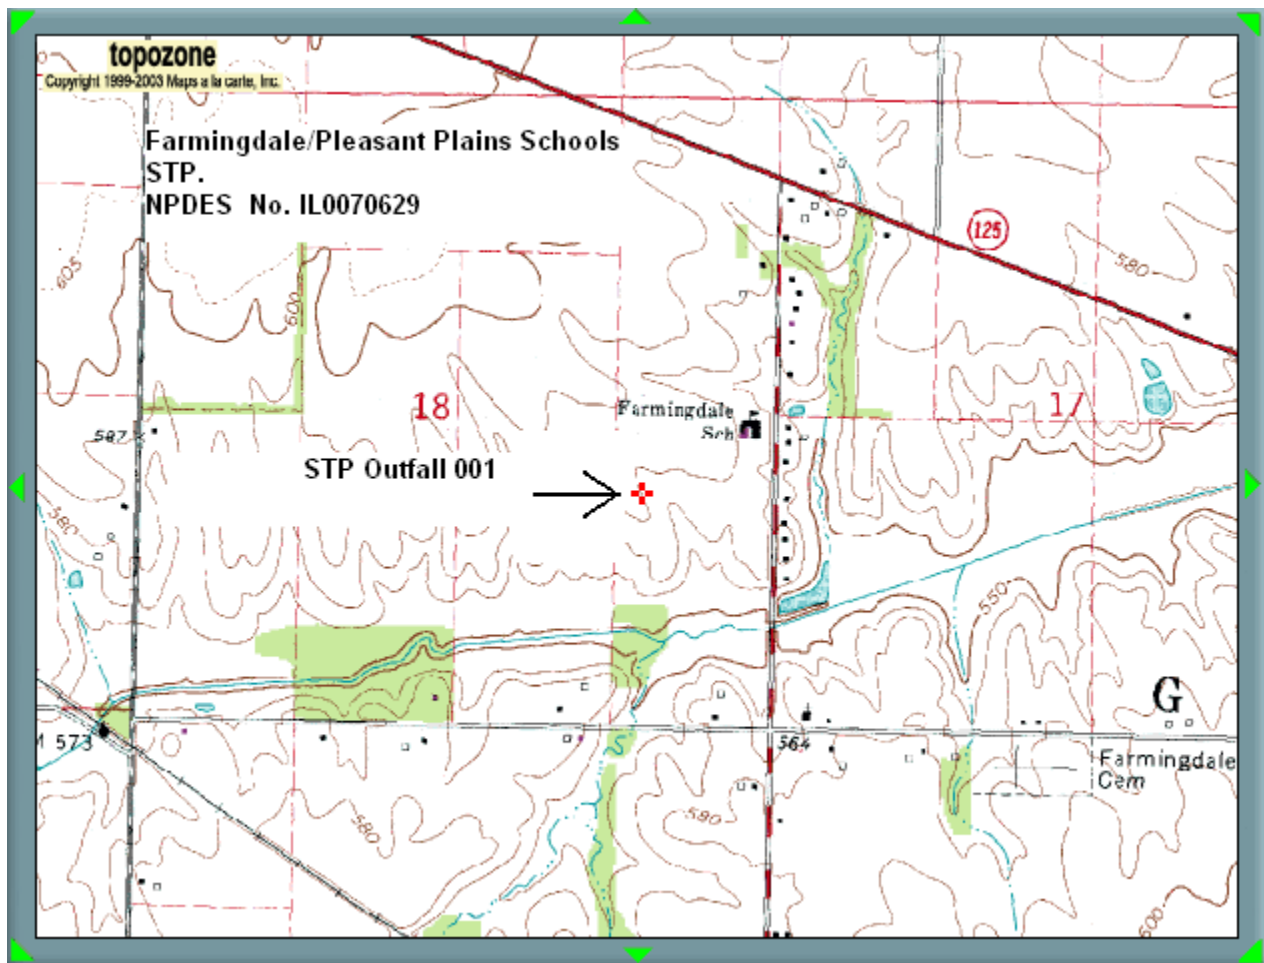 topozone
Copyright 1999-2003 Maps a la carte, Inc.
Farmingdale/Pleasant Plains Schools
STP.
NPDES No. IL0070629
125
605
600
580
18
Farmingdale
Sch
17
587
STP Outfall 001
580
550
G
M 573
564
Farmingdale
Cem
580
590
600